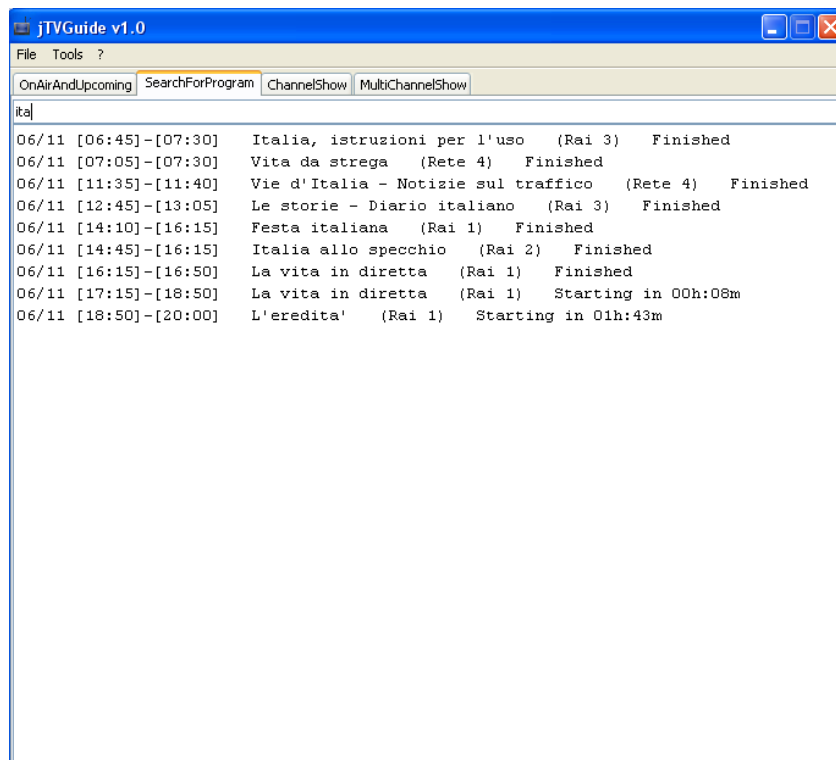 jTVGuide v1.0
File Tools ?
OnAirAndUpcoming SearchForProgram ChannelShow MultiChannelShow
ita
06/11 [06:45]-[07:30] Italia, istruzioni per l'uso (Rai 3) Finished
06/11 [07:05]-[07:30] Vita da strega (Rete 4) Finished
06/11 [11:35]-[11:40] Vie d'Italia - Notizie sul traffico (Rete 4) Finished
06/11 [12:45]-[13:05] Le storie - Diario italiano (Rai 3) Finished
06/11 [14:10]-[16:15] Festa italiana (Rai 1) Finished
06/11 [14:45]-[16:15] Italia allo specchio (Rai 2) Finished
06/11 [16:15]-[16:50] La vita in diretta (Rai 1) Finished
06/11 [17:15]-[18:50] La vita in diretta (Rai 1) Starting in 00h:08m
06/11 [18:50]-[20:00] L'eredita' (Rai 1) Starting in 01h:43m